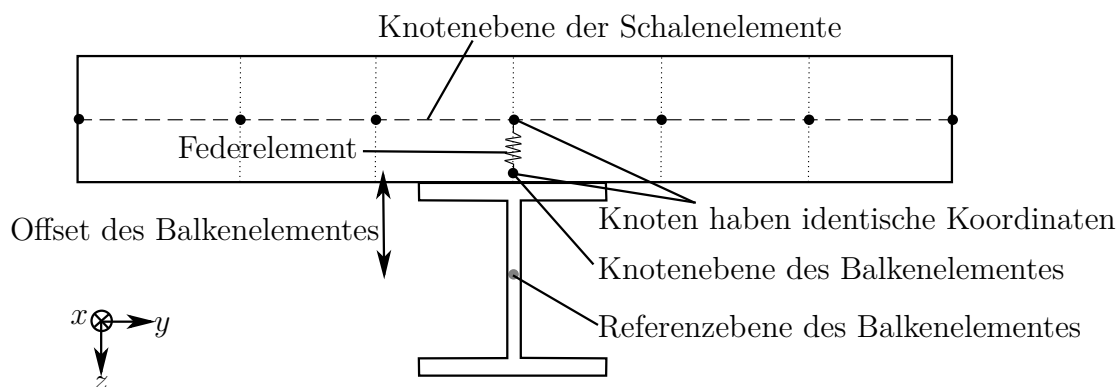 Knotenebene der Schalenelemente
Federelement
Knoten haben identische Koordinaten
Offset des Balkenelementes
Knotenebene des Balkenelementes
Referenzebene des Balkenelementes
x
y
z